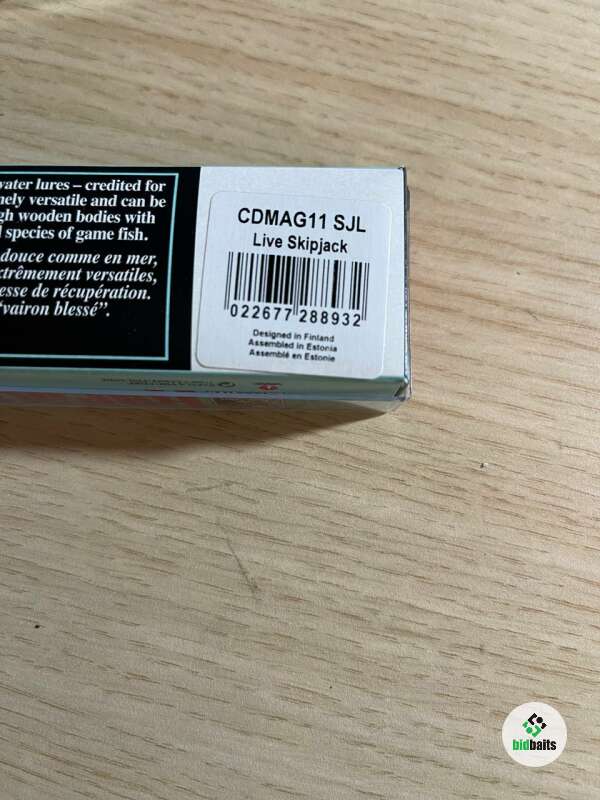 water lures – credited for
nely versatile and can be
gh wooden bodies with
l species of game fish.
douce comme en mer,
xtrêmement versatiles,
esse de récupération.
“vairon blessé”.
CDMAG11 SJL
Live Skipjack
022677 288932
Designed in Finland
Assembled in Estonia
Assemblé en Estonie
bidbaits